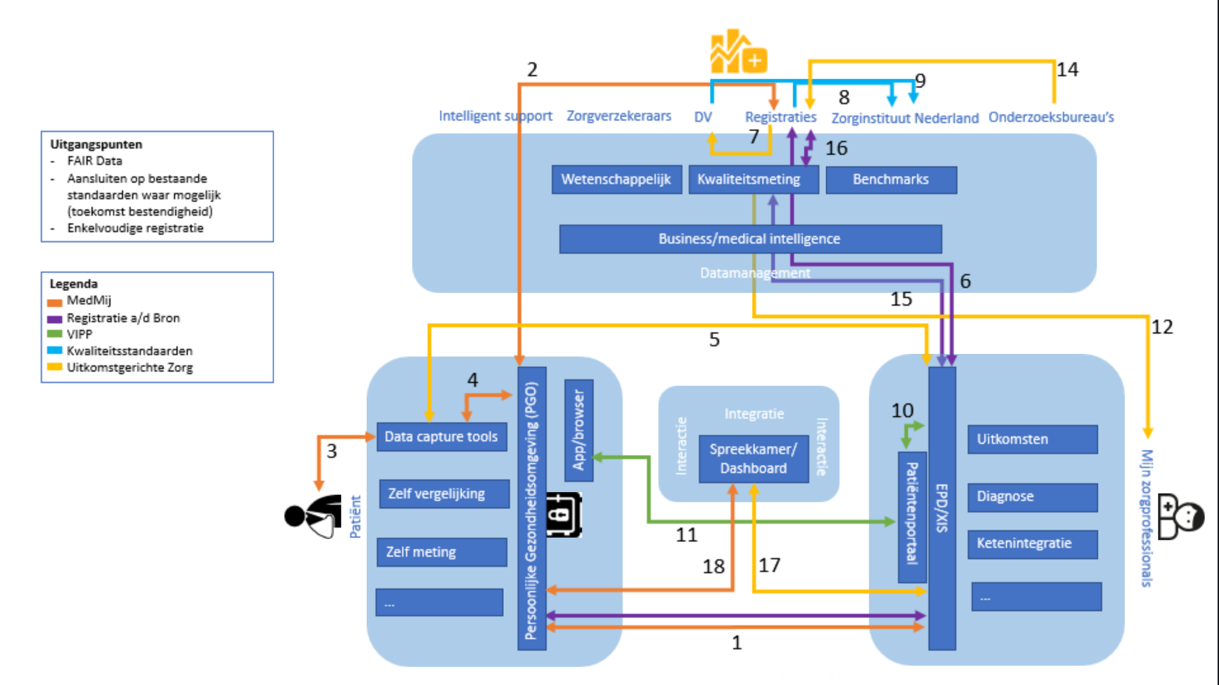 2
9
14
8
Intelligent support
Zorgverzekeraars
DV
Registraties
Zorginstituut Nederland
Onderzoeksbureau's
7
16
Uitgangspunten
- FAIR Data
- Aansluiten op bestaande
standaarden waar mogelijk
(toekomst bestendigheid)
- Enkelvoudige registratie
Wetenschappelijk
Kwaliteitsmeting
Benchmarks
Business/medical intelligence
Datamanagement
6
15
12
Legenda
MedMij
Registratie a/d Bron
VIPP
Kwaliteitsstandaarden
Uitkomstgerichte Zorg
5
4
3
Data capture tools
Zelf vergelijking
Zelf meting
...
Patiënt
Persoonlijke Gezondheidsomgeving (PGO)
App/browser
Interactie
Integratie
Interactie
Spreekkamer/
Dashboard
10
Patiëntenportaal
EPD/XIS
Uitkomsten
Diagnose
Ketenintegratie
...
Mijn zorgprofessionals
11
18
17
1